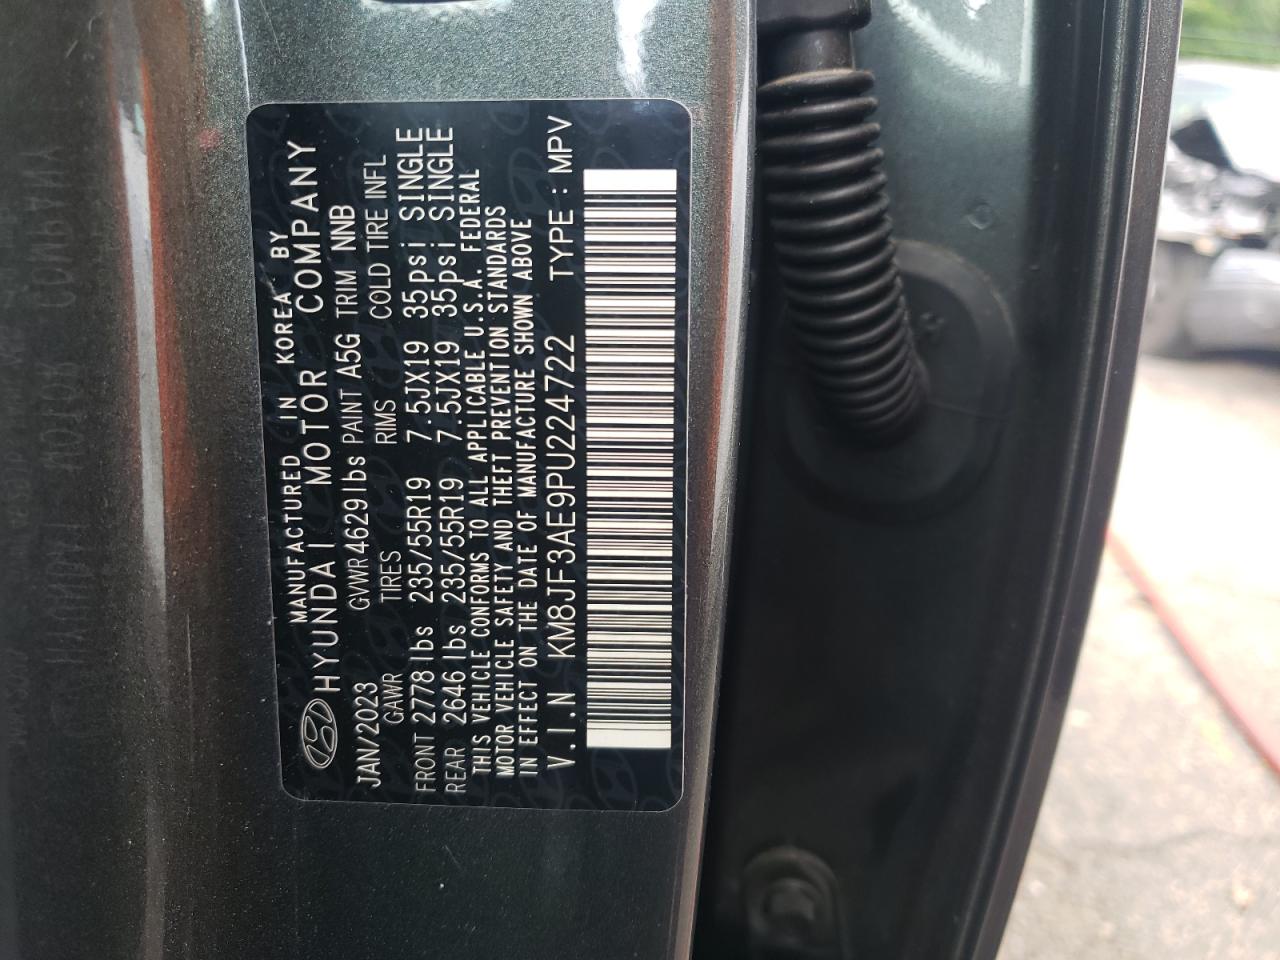 MANUFACTURED IN KOREA BY
HYUNDAI MOTOR COMPANY
JAN/2023 GVWR 4629 lbs PAINT A5G TRIM NNB
GAWR TIRES RIMS COLD TIRE INFL
FRONT 2778 lbs 235/55R19 7.5JX19 35psi SINGLE
REAR 2646 lbs 235/55R19 7.5JX19 35psi SINGLE
THIS VEHICLE CONFORMS TO ALL APPLICABLE U.S.A. FEDERAL
MOTOR VEHICLE SAFETY AND THEFT PREVENTION STANDARDS
IN EFFECT ON THE DATE OF MANUFACTURE SHOWN ABOVE
V.I.N KM8JF3AE9PU224722 TYPE : MPV